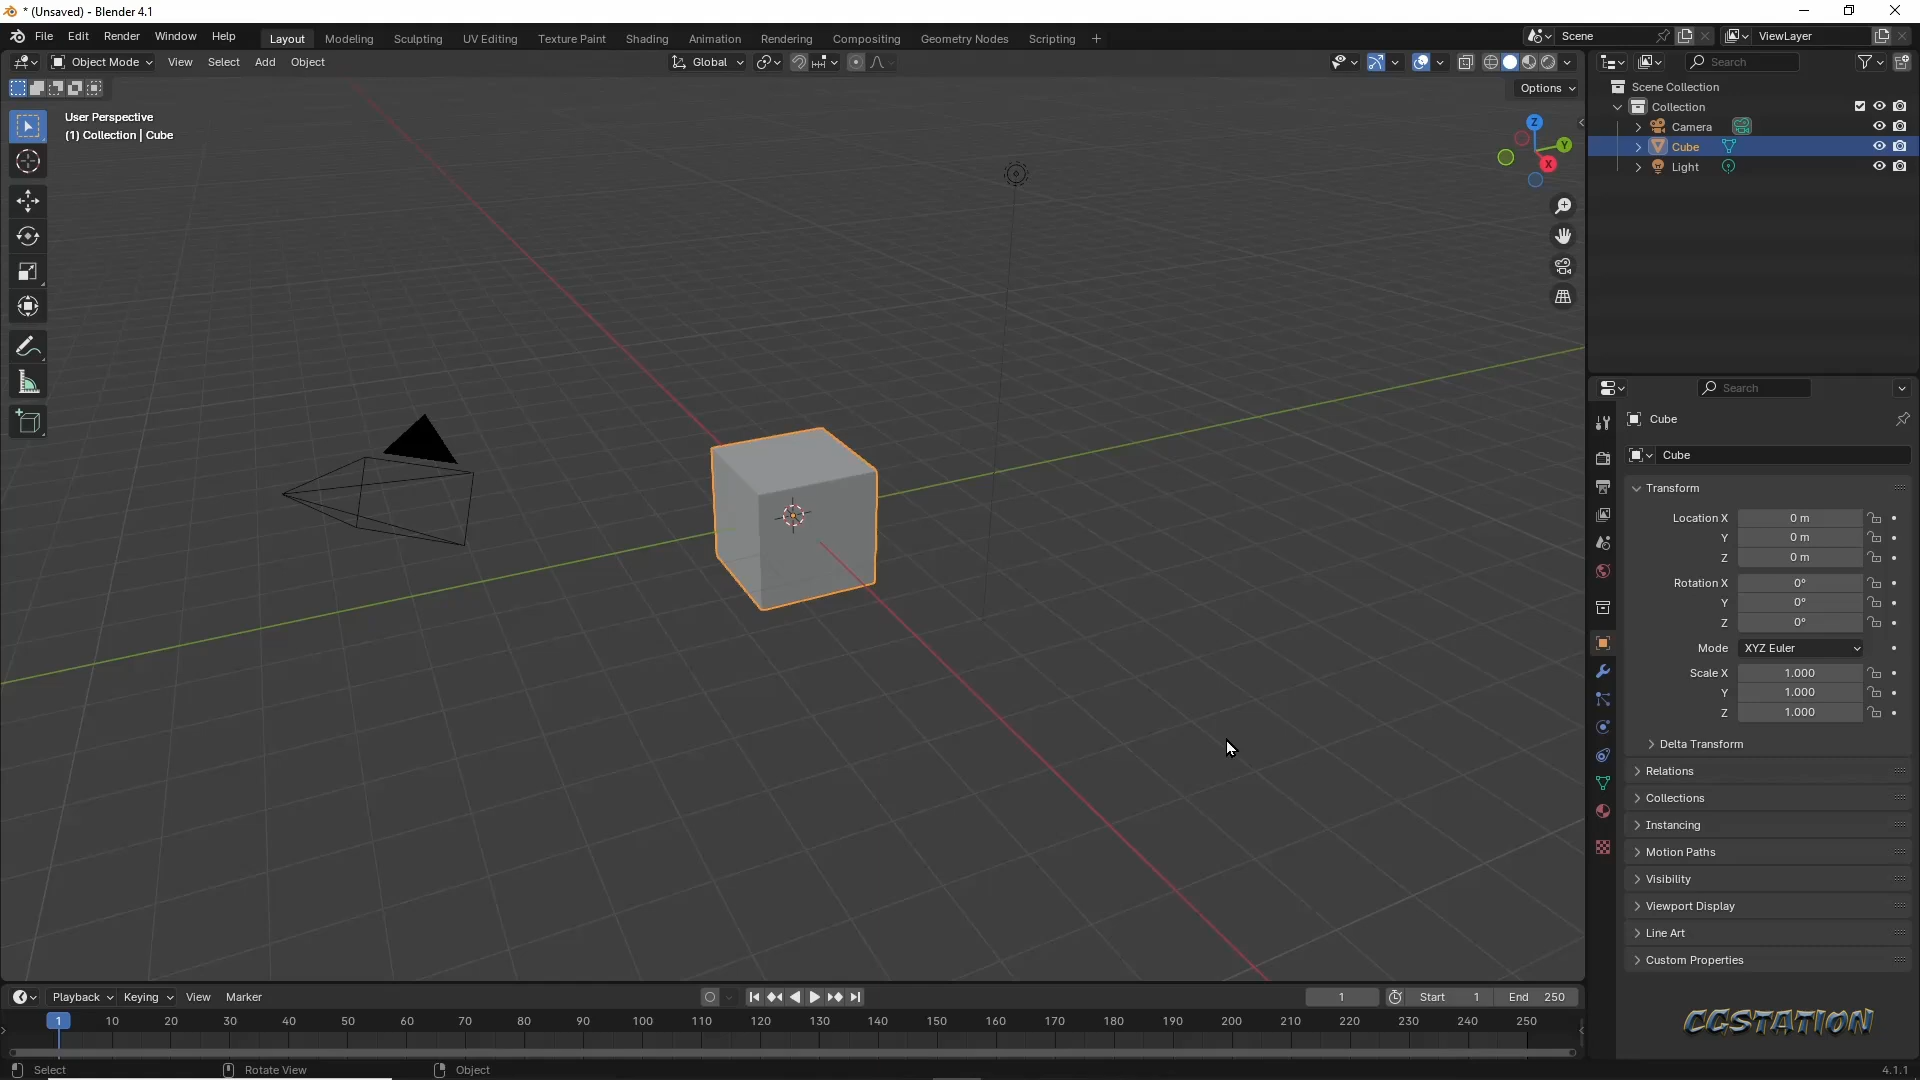 * (Unsaved) - Blender 4.1
File Edit Render Window Help Layout Modeling Sculpting UV Editing Texture Paint Shading Animation Rendering Compositing Geometry Nodes Scripting + Scene ViewLayer
Object Mode View Select Add Object Global Search
Options
User Perspective
(1) Collection | Cube
Z
Y
X
Scene Collection
Collection
Camera
Cube
Light
Search
Cube
Cube
Transform
Location X 0 m
Y 0 m
Z 0 m
Rotation X 0°
Y 0°
Z 0°
Mode XYZ Euler
Scale X 1.000
Y 1.000
Z 1.000
Delta Transform
Relations
Collections
Instancing
Motion Paths
Visibility
Viewport Display
Line Art
Custom Properties
Playback Keying View Marker 1 Start 1 End 250
1 10 20 30 40 50 60 70 80 90 100 110 120 130 140 150 160 170 180 190 200 210 220 230 240 250
CGSTATION
Select Rotate View Object 4.1.1